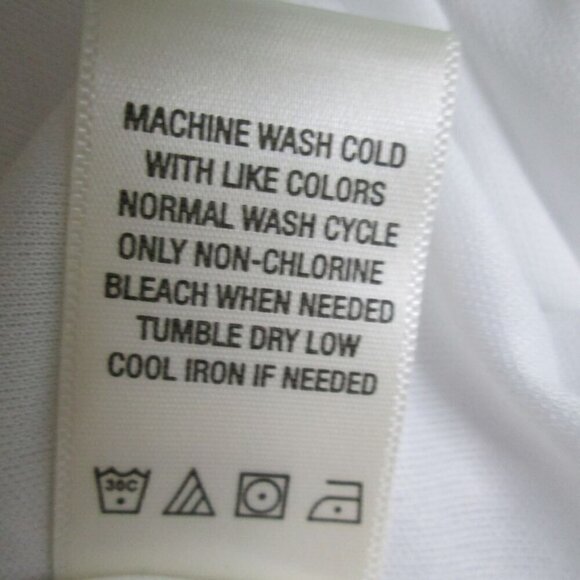 MACHINE WASH COLD
WITH LIKE COLORS
NORMAL WASH CYCLE
ONLY NON-CHLORINE
BLEACH WHEN NEEDED
TUMBLE DRY LOW
COOL IRON IF NEEDED
30C